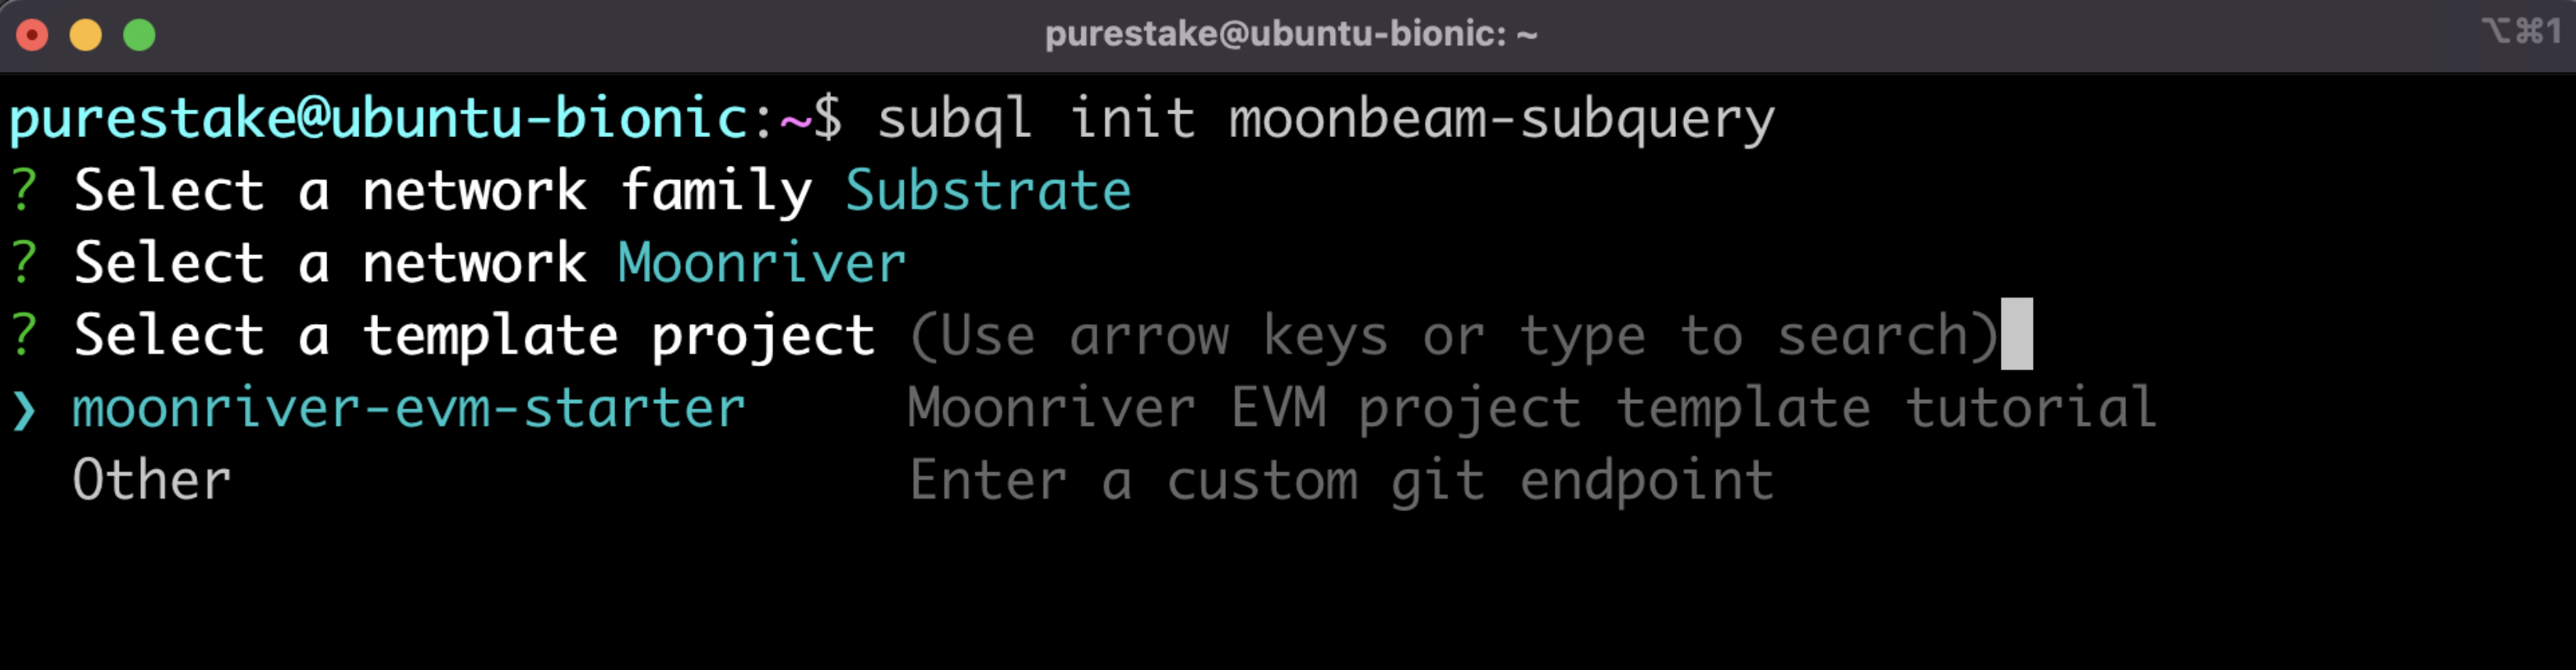 purestake@ubuntu-bionic: ~
⌥⌘1
purestake@ubuntu-bionic:~$ subql init moonbeam-subquery
? Select a network family Substrate
? Select a network Moonriver
? Select a template project (Use arrow keys or type to search)
❯ moonriver-evm-starter Moonriver EVM project template tutorial
Other Enter a custom git endpoint